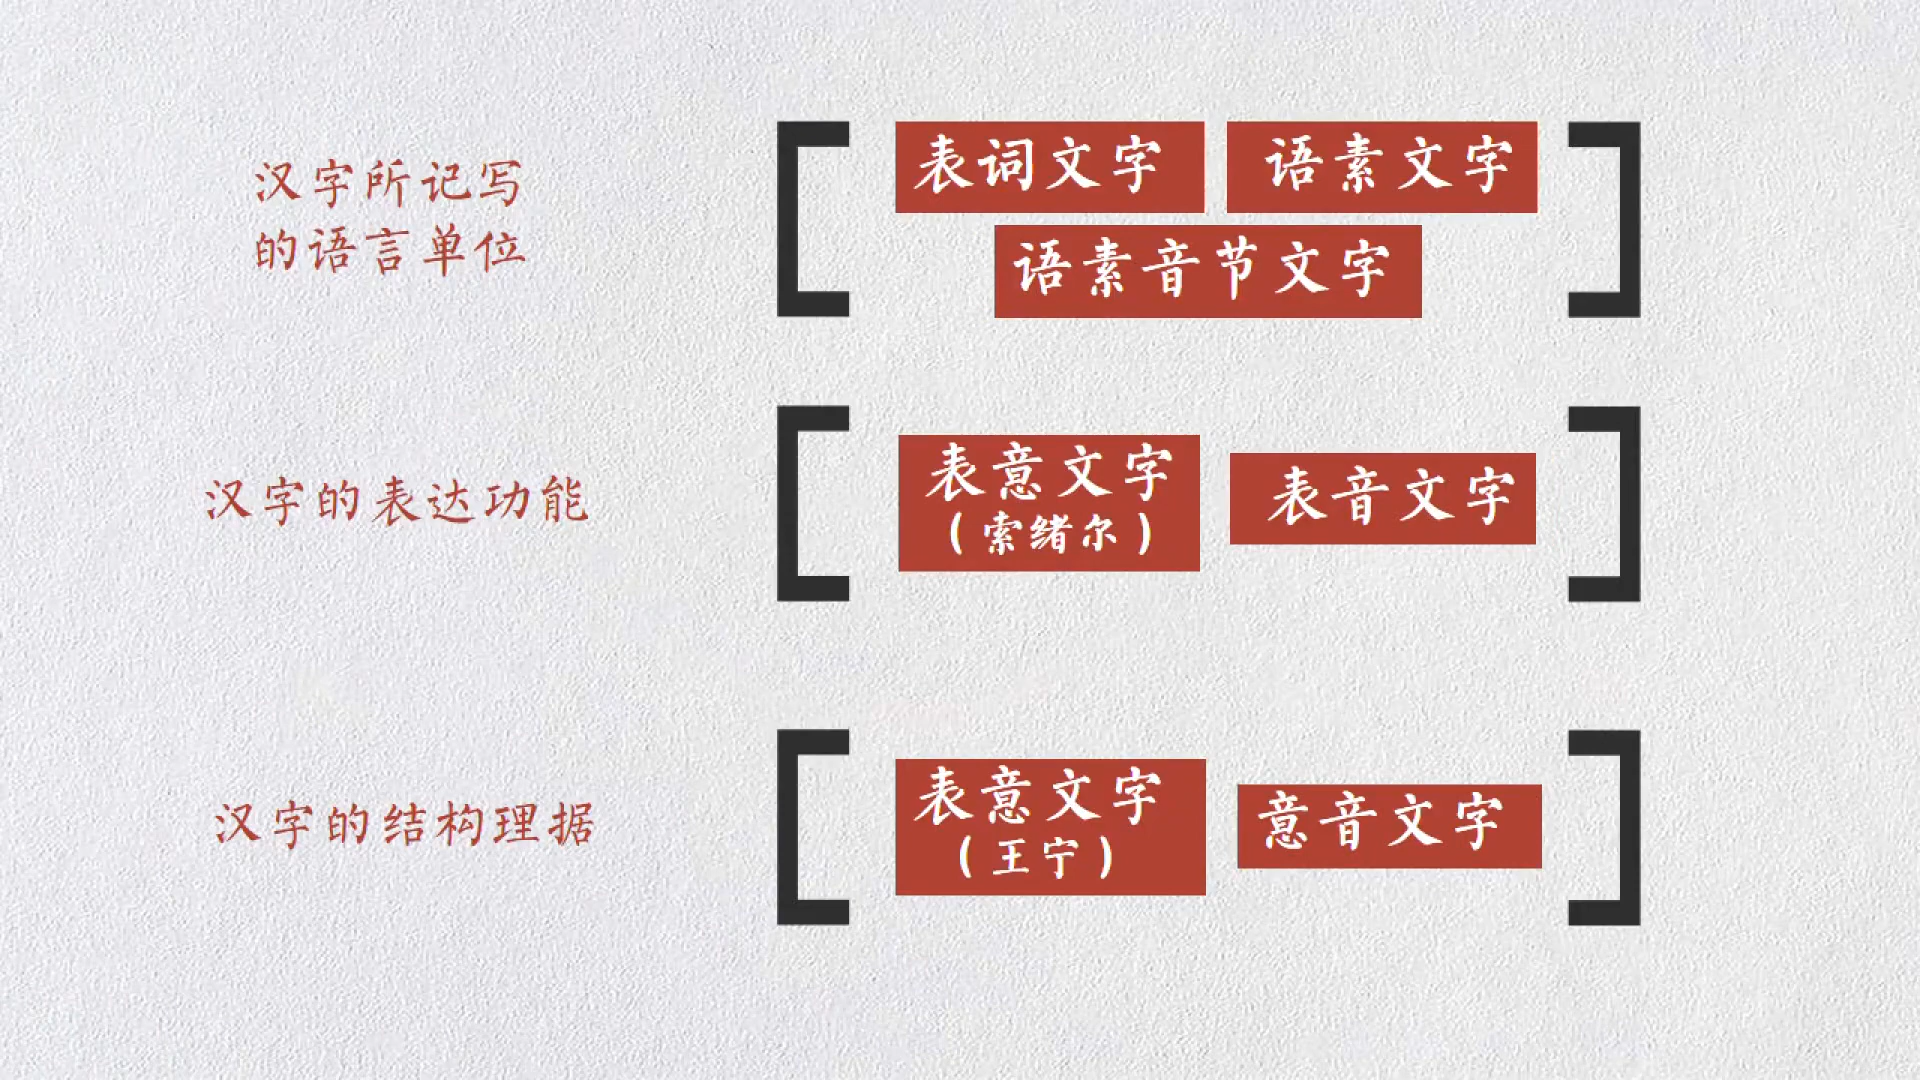 汉字所记写
的语言单位
表词文字
语素文字
语素音节文字
汉字的表达功能
表意文字
（索绪尔）
表音文字
汉字的结构理据
表意文字
（王宁）
意音文字